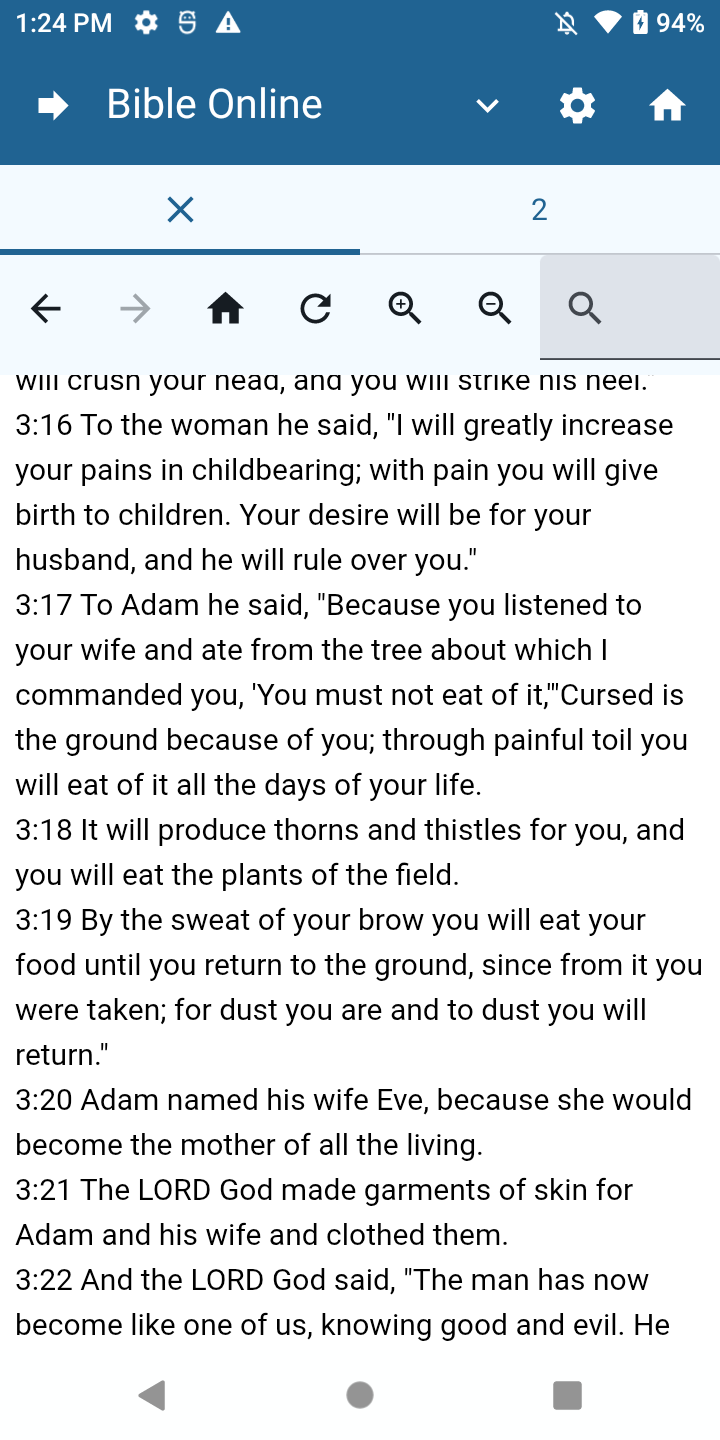 1:24 PM
94%
Bible Online
2
will crush your head, and you will strike his heel."
3:16 To the woman he said, "I will greatly increase
your pains in childbearing; with pain you will give
birth to children. Your desire will be for your
husband, and he will rule over you."
3:17 To Adam he said, "Because you listened to
your wife and ate from the tree about which I
commanded you, 'You must not eat of it,'"Cursed is
the ground because of you; through painful toil you
will eat of it all the days of your life.
3:18 It will produce thorns and thistles for you, and
you will eat the plants of the field.
3:19 By the sweat of your brow you will eat your
food until you return to the ground, since from it you
were taken; for dust you are and to dust you will
return."
3:20 Adam named his wife Eve, because she would
become the mother of all the living.
3:21 The LORD God made garments of skin for
Adam and his wife and clothed them.
3:22 And the LORD God said, "The man has now
become like one of us, knowing good and evil. He